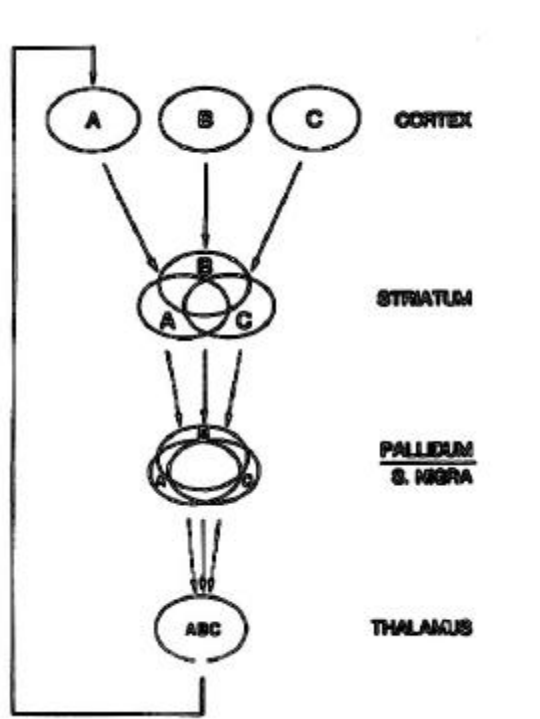 A B C CORTEX
B
A C STRIATUM
B PALLIDUM
A C S. NIGRA
ABC THALAMUS